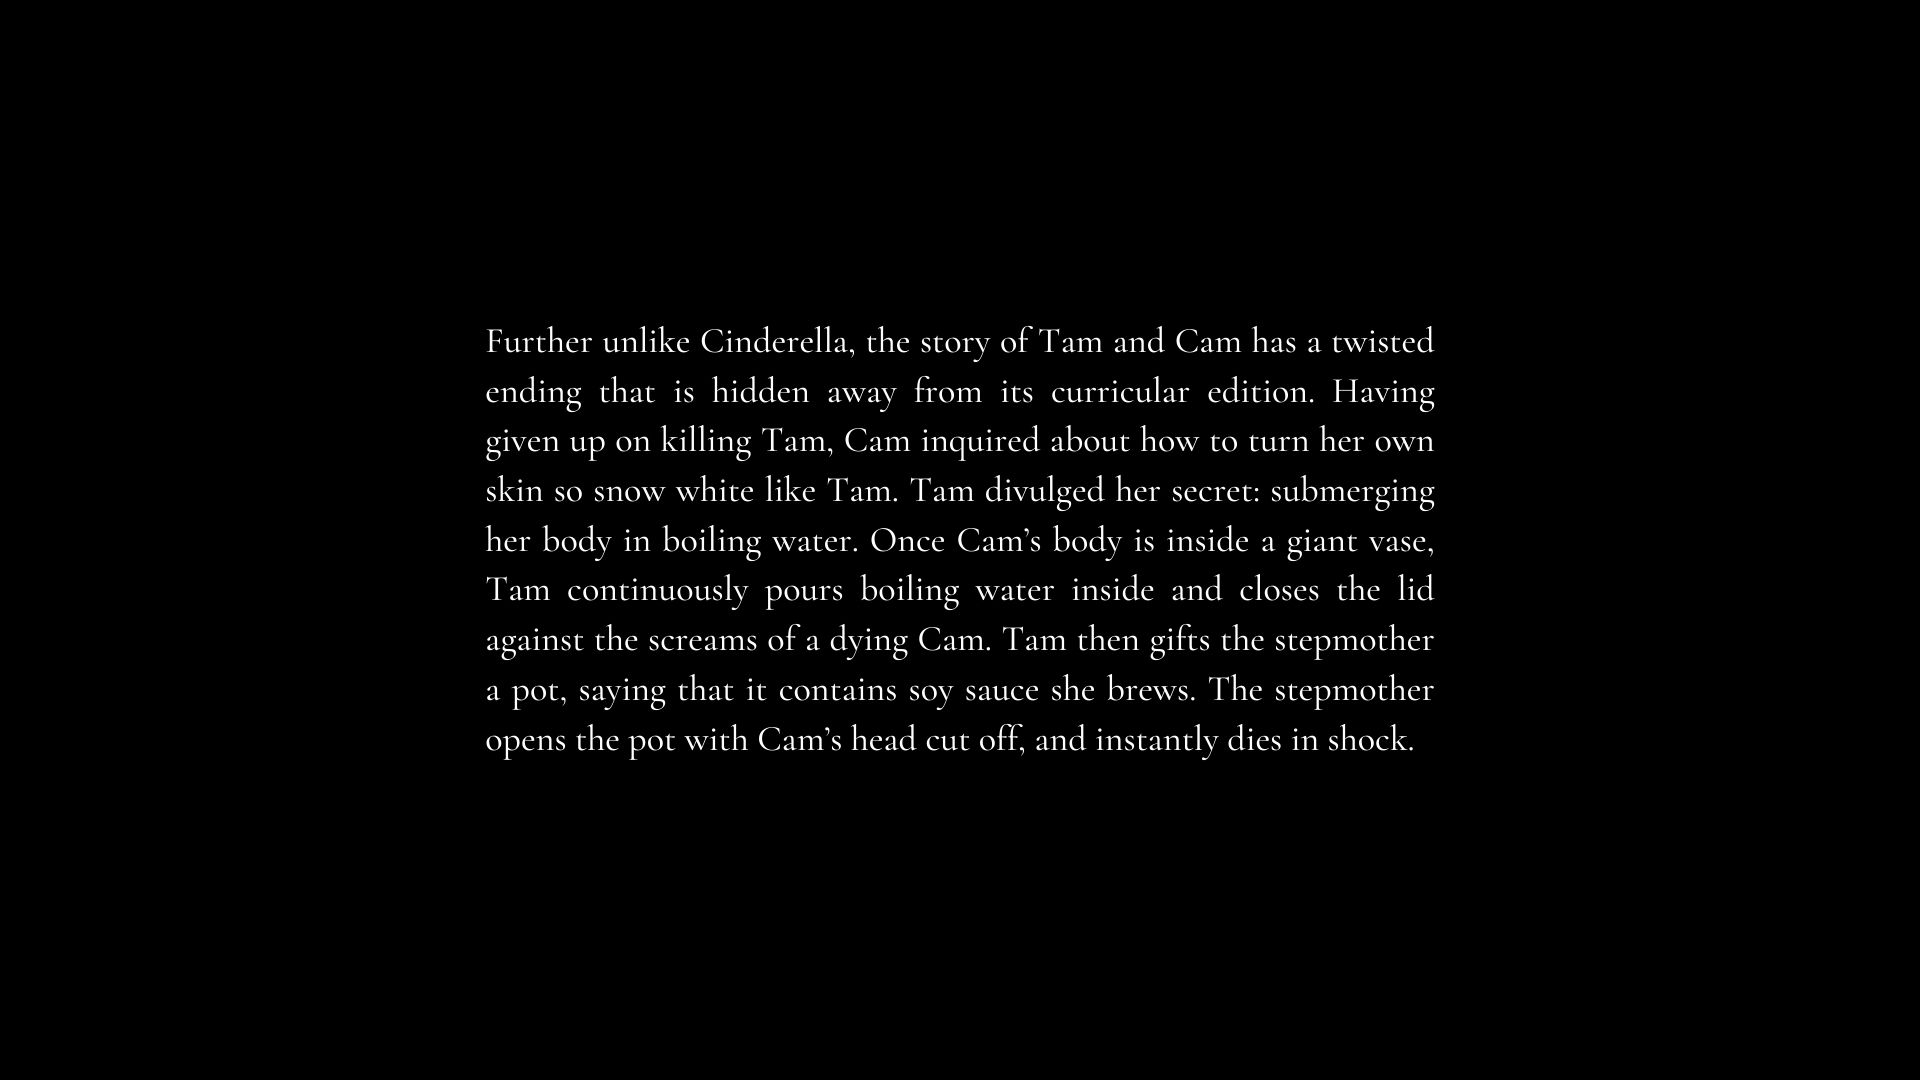 Further unlike Cinderella, the story of Tam and Cam has a twisted
ending that is hidden away from its curricular edition. Having
given up on killing Tam, Cam inquired about how to turn her own
skin so snow white like Tam. Tam divulged her secret: submerging
her body in boiling water. Once Cam’s body is inside a giant vase,
Tam continuously pours boiling water inside and closes the lid
against the screams of a dying Cam. Tam then gifts the stepmother
a pot, saying that it contains soy sauce she brews. The stepmother
opens the pot with Cam’s head cut off, and instantly dies in shock.